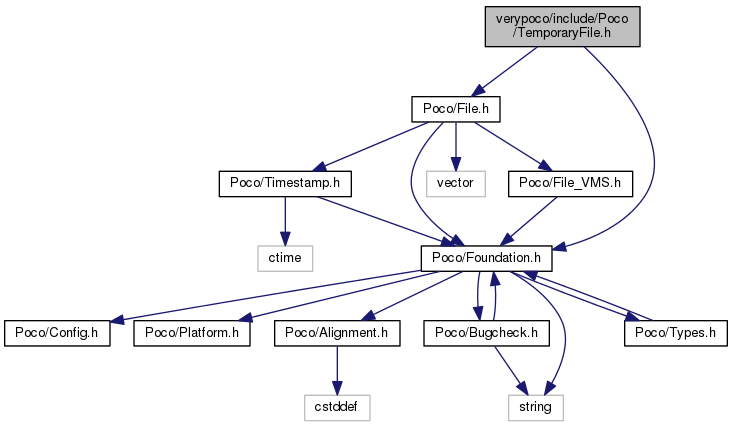 verypoco/include/Poco
/TemporaryFile.h
Poco/File.h
Poco/Timestamp.h
vector
Poco/File_VMS.h
ctime
Poco/Foundation.h
Poco/Config.h
Poco/Platform.h
Poco/Alignment.h
Poco/Bugcheck.h
Poco/Types.h
cstddef
string